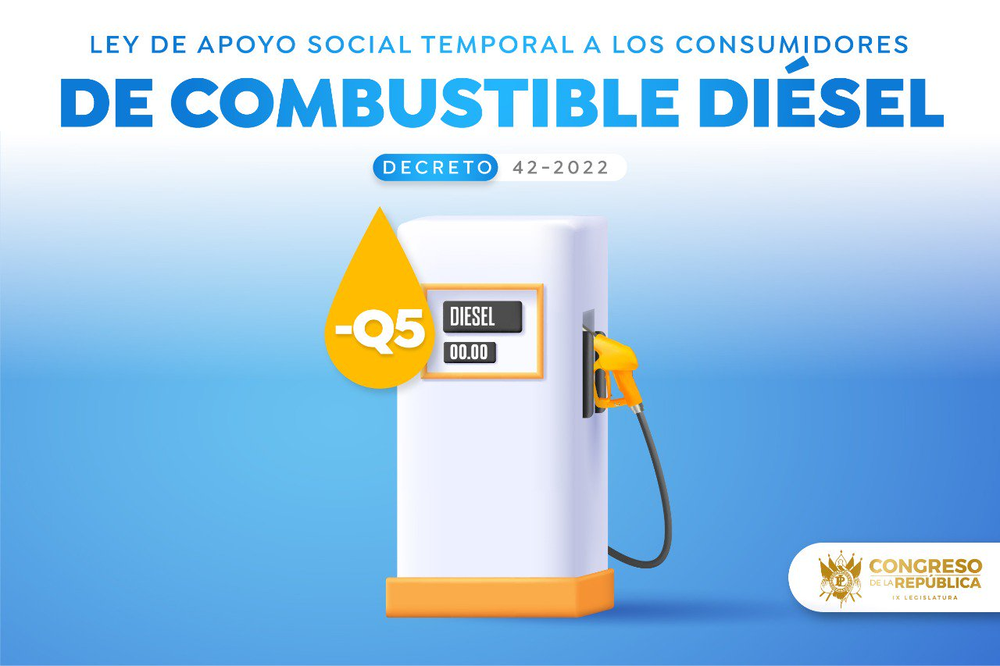 LEY DE APOYO SOCIAL TEMPORAL A LOS CONSUMIDORES
DE COMBUSTIBLE DIÉSEL
DECRETO 42-2022
-Q5
DIESEL
00.00
CONGRESO
DE LA REPÚBLICA
IX LEGISLATURA